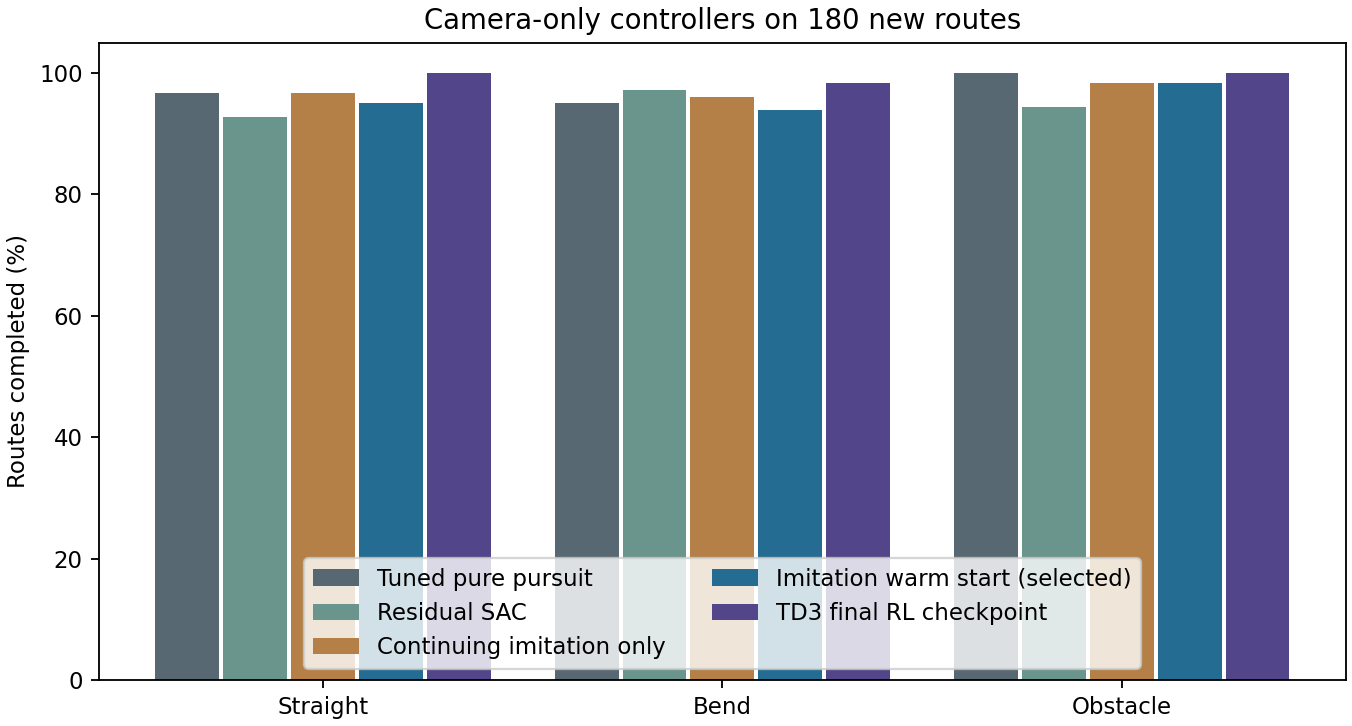 Camera-only controllers on 180 new routes
Routes completed (%)
100
80
60
40
20
0
Tuned pure pursuit
Residual SAC
Continuing imitation only
Imitation warm start (selected)
TD3 final RL checkpoint
Straight
Bend
Obstacle